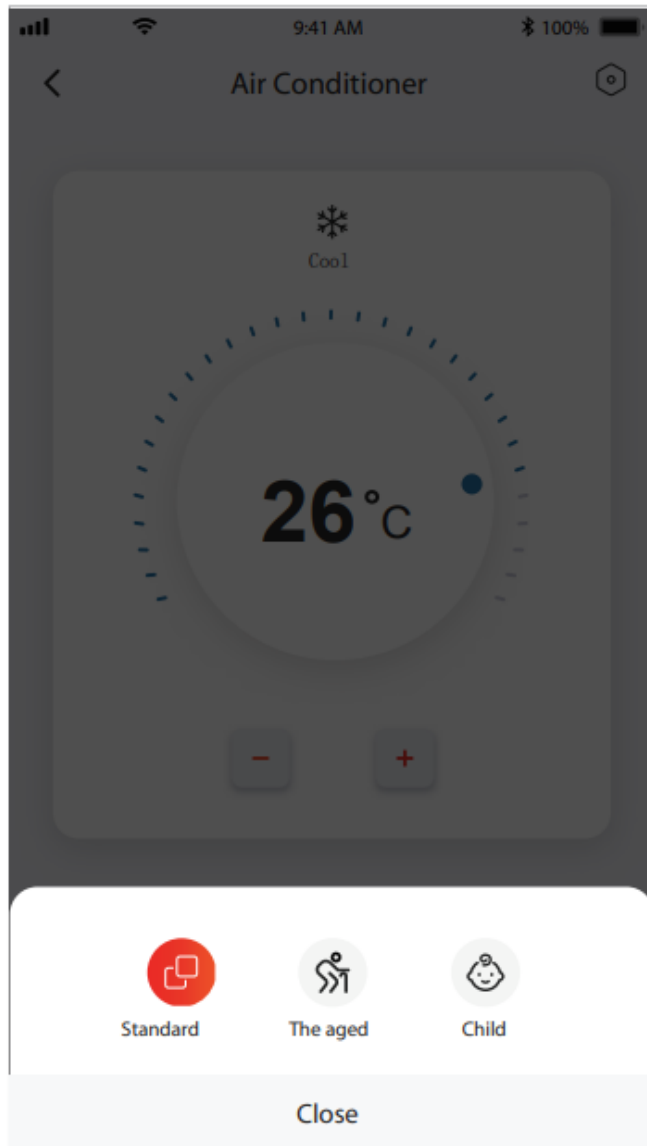 9:41 AM 100%
Air Conditioner
Cool
26°C
− +
Standard The aged Child
Close